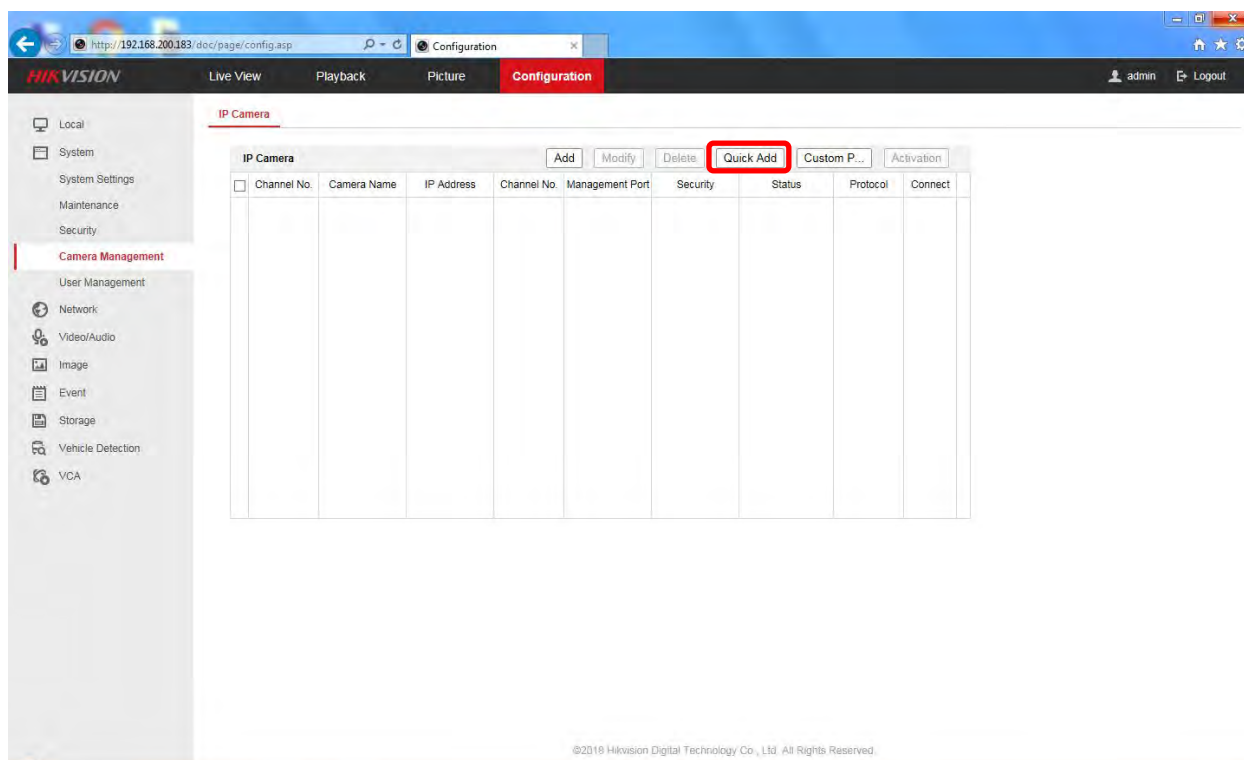 http://192.168.200.183/doc/page/config.asp
Configuration
HIKVISION
Live View
Playback
Picture
Configuration
admin
Logout
Local
System
System Settings
Maintenance
Security
Camera Management
User Management
Network
Video/Audio
Image
Event
Storage
Vehicle Detection
VCA
IP Camera
IP Camera
Add
Modify
Delete
Quick Add
Custom P...
Activation
Channel No. Camera Name IP Address Channel No. Management Port Security Status Protocol Connect
©2018 Hikvision Digital Technology Co., Ltd. All Rights Reserved.